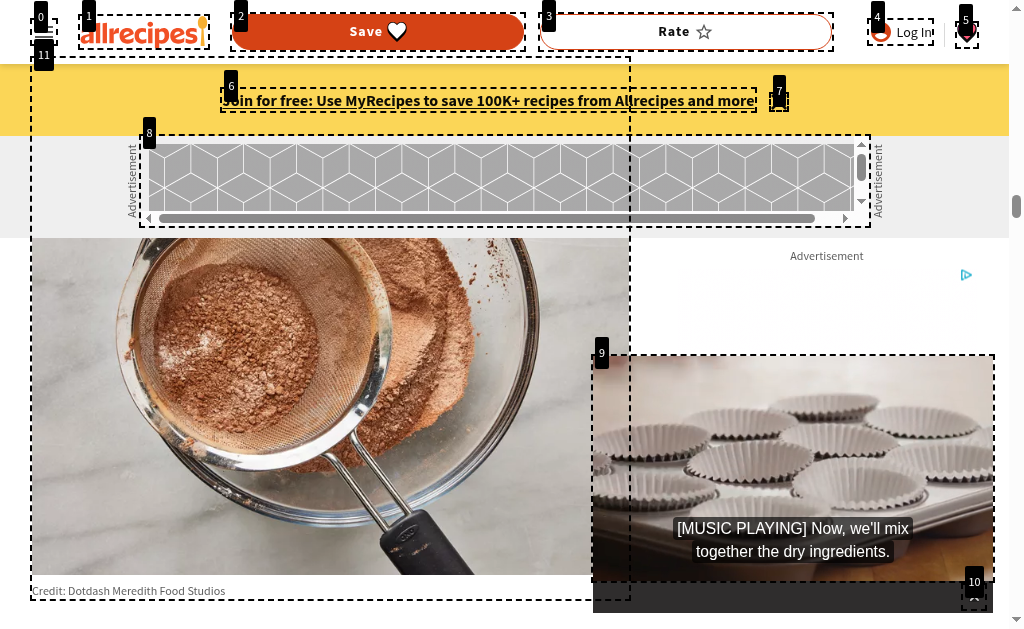 0
1
2
3
4
5
allrecipes
Save
Rate
Log In
11
6
7
Join for free: Use MyRecipes to save 100K+ recipes from Allrecipes and more
8
Advertisement
Advertisement
Advertisement
9
[MUSIC PLAYING] Now, we'll mix
together the dry ingredients.
10
Credit: Dotdash Meredith Food Studios